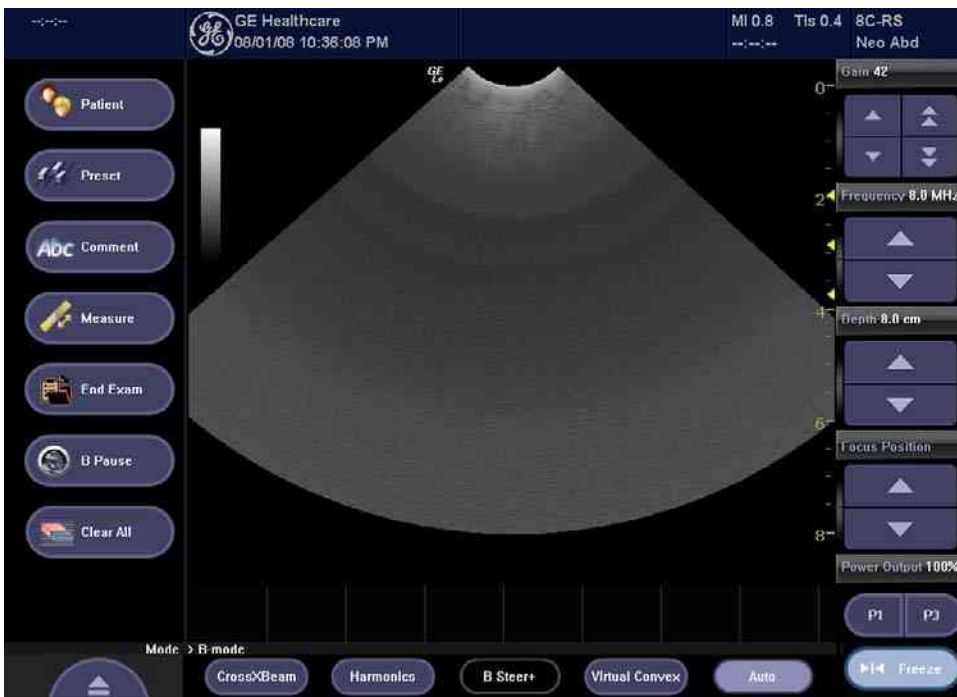 --:--:--
GE Healthcare
08/01/08 10:36:08 PM
MI 0.8 TIs 0.4
--:--:--
8C-RS
Neo Abd
Patient
Preset
Comment
Measure
End Exam
B Pause
Clear All
GE
0
2
4
6
8
Gain 42
Frequency 8.0 MHz
Depth 8.0 cm
Focus Position
Power Output 100%
P1 P3
Freeze
Mode > B-mode
CrossXBeam Harmonics B Steer+ Virtual Convex Auto